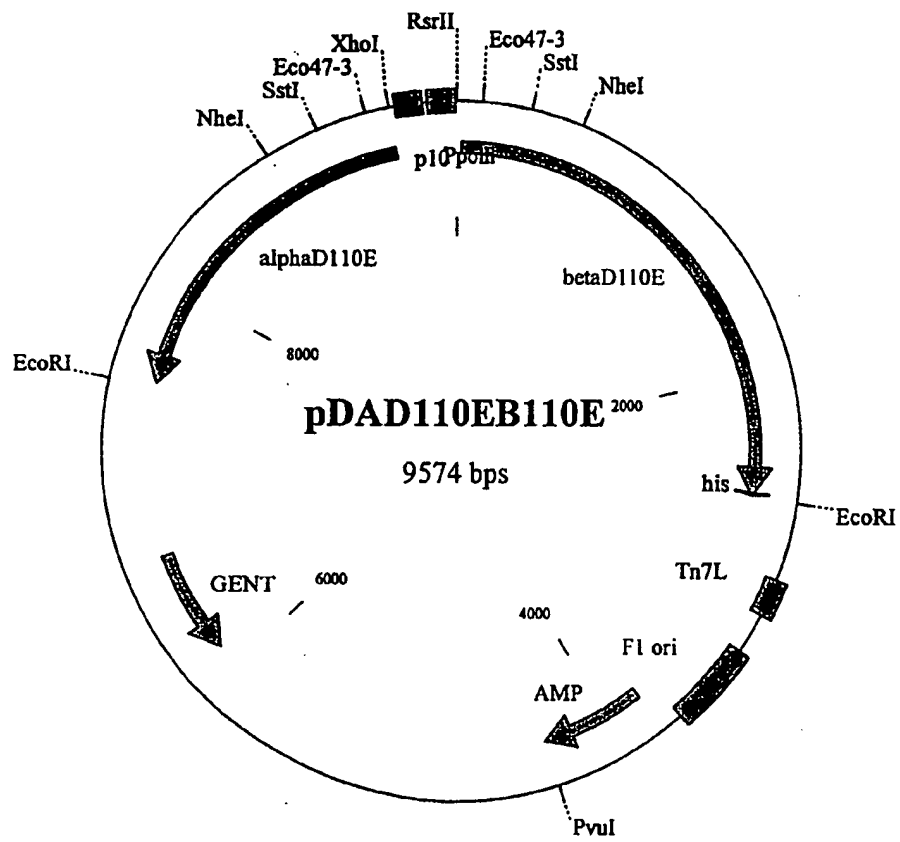 RsrII
XhoI
Eco47-3
Eco47-3
SstI
SstI
NheI
NheI
p10
Ppolh
alphaD110E
betaD110E
EcoRI
8000
pDAD110EB110E
2000
9574 bps
his
EcoRI
Tn7L
GENT
6000
4000
F1 ori
AMP
PvuI